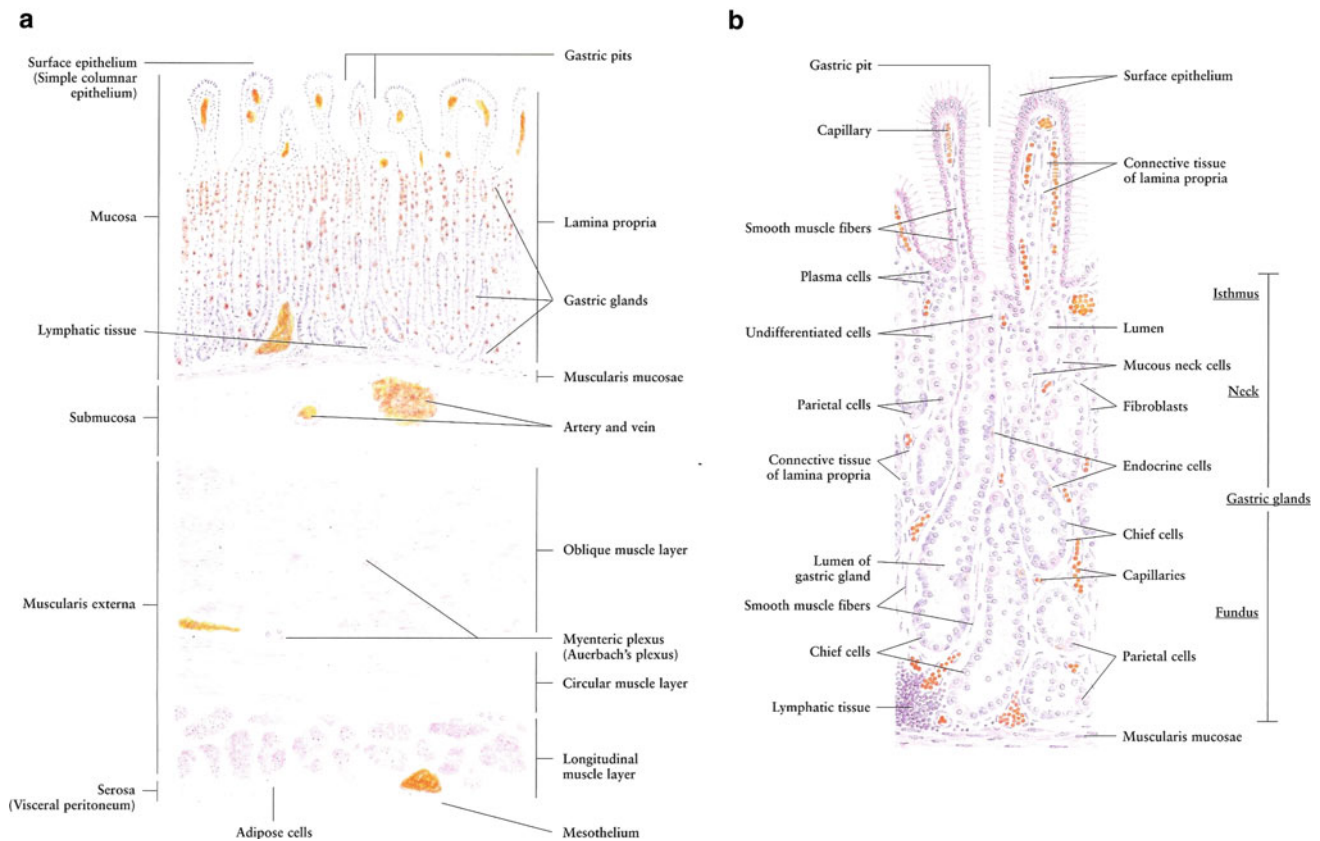 a
Surface epithelium
(Simple columnar
epithelium)
Mucosa
Lymphatic tissue
Submucosa
Muscularis externa
Serosa
(Visceral peritoneum)
Adipose cells
Gastric pits
Lamina propria
Gastric glands
Muscularis mucosae
Artery and vein
Oblique muscle layer
Myenteric plexus
(Auerbach's plexus)
Circular muscle layer
Longitudinal
muscle layer
Mesothelium
b
Gastric pit
Capillary
Smooth muscle fibers
Plasma cells
Undifferentiated cells
Parietal cells
Connective tissue
of lamina propria
Lumen of
gastric gland
Smooth muscle fibers
Chief cells
Lymphatic tissue
Surface epithelium
Connective tissue
of lamina propria
Isthmus
Lumen
Mucous neck cells
Neck
Fibroblasts
Endocrine cells
Gastric glands
Chief cells
Capillaries
Fundus
Parietal cells
Muscularis mucosae